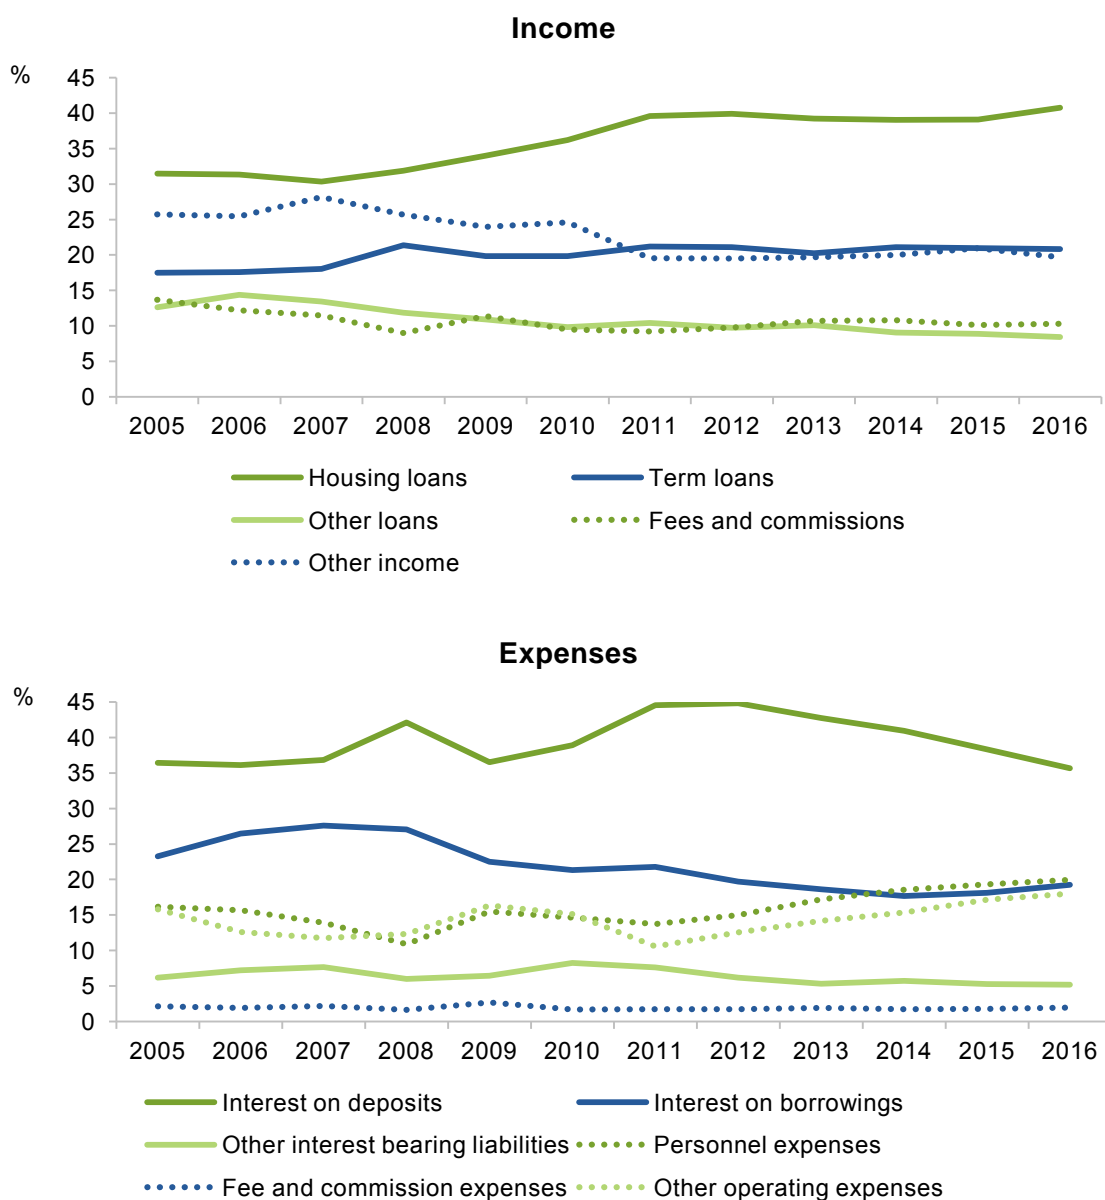 Income
%
45
40
35
30
25
20
15
10
5
0
2005 2006 2007 2008 2009 2010 2011 2012 2013 2014 2015 2016
Housing loans Term loans
Other loans Fees and commissions
Other income
Expenses
%
45
40
35
30
25
20
15
10
5
0
2005 2006 2007 2008 2009 2010 2011 2012 2013 2014 2015 2016
Interest on deposits Interest on borrowings
Other interest bearing liabilities Personnel expenses
Fee and commission expenses Other operating expenses